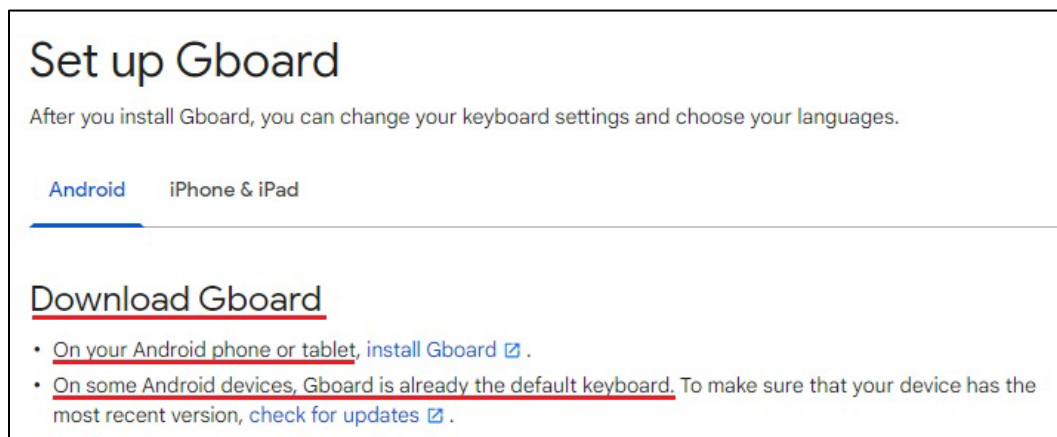 Set up Gboard
After you install Gboard, you can change your keyboard settings and choose your languages.
Android iPhone & iPad
Download Gboard
• On your Android phone or tablet, install Gboard .
• On some Android devices, Gboard is already the default keyboard. To make sure that your device has the
most recent version, check for updates .